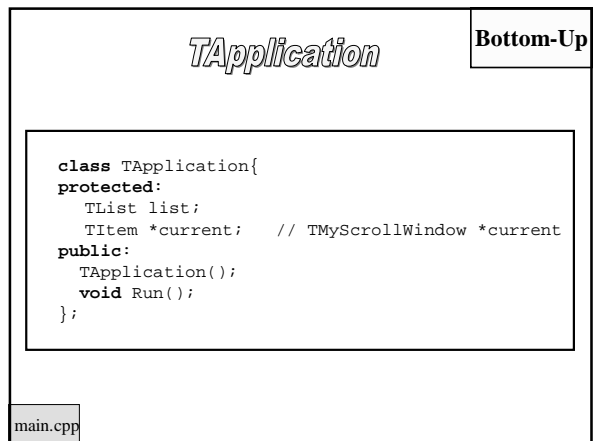 TApplication
Bottom-Up
class TApplication{
protected:
TList list;
TItem *current; // TMyScrollWindow *current
public:
TApplication();
void Run();
};
main.cpp